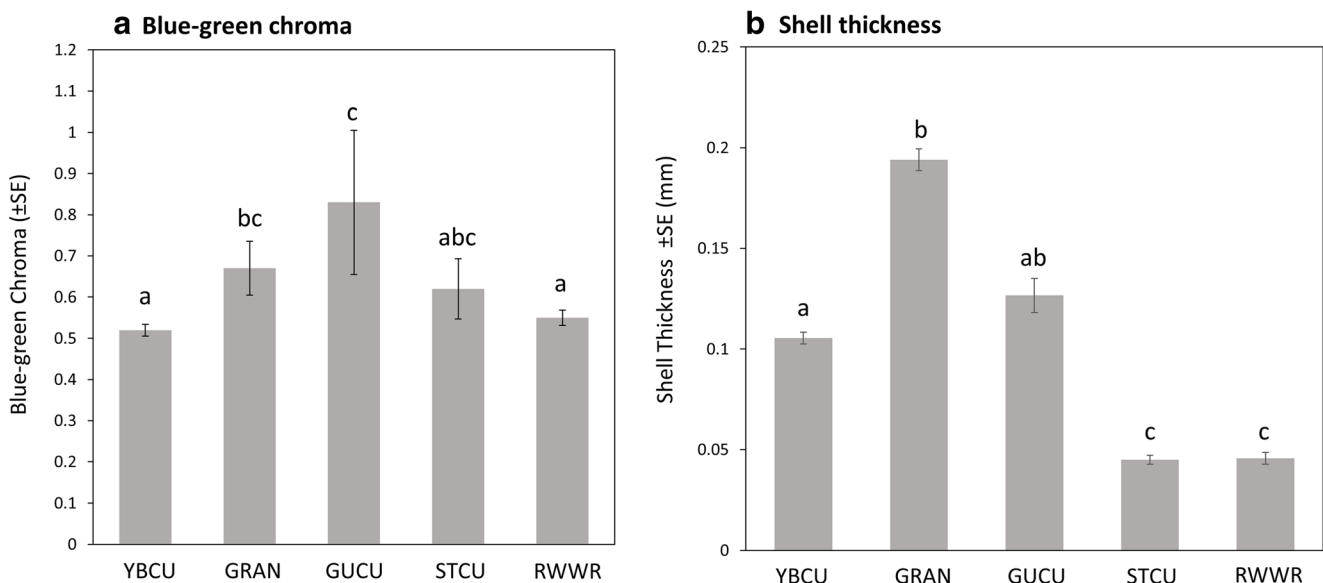 a Blue-green chroma
Blue-green Chroma (±SE)
1.2
1.1
1
0.9
0.8
0.7
0.6
0.5
0.4
0.3
0.2
0.1
0
a
bc
c
abc
a
YBCU GRAN GUCU STCU RWWR
b Shell thickness
Shell Thickness ±SE (mm)
0.25
0.2
0.15
0.1
0.05
0
a
b
ab
c
c
YBCU GRAN GUCU STCU RWWR